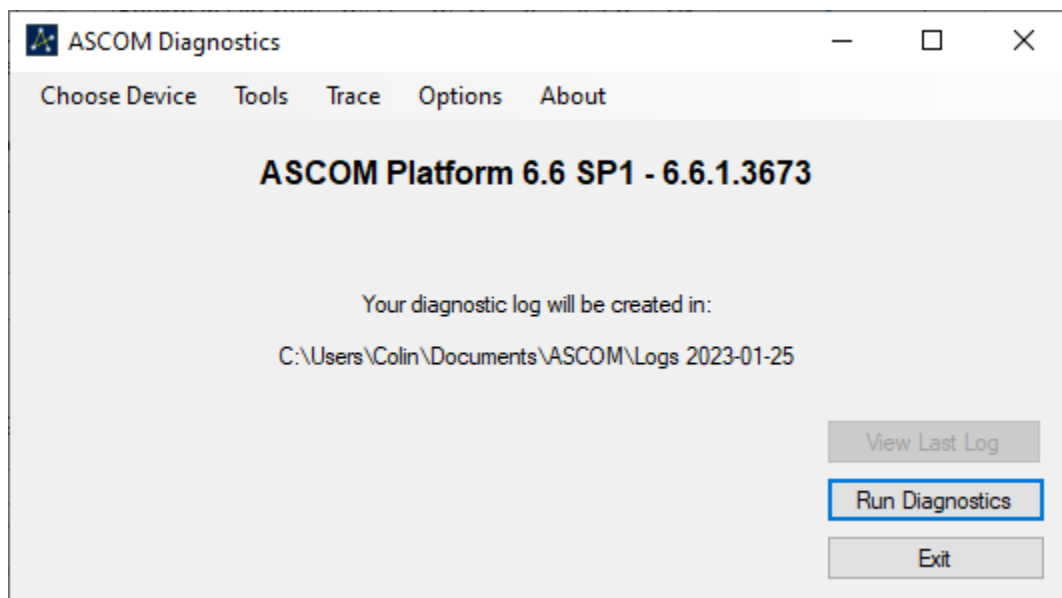 ASCOM Diagnostics
Choose Device Tools Trace Options About
ASCOM Platform 6.6 SP1 - 6.6.1.3673
Your diagnostic log will be created in:
C:\Users\Colin\Documents\ASCOM\Logs 2023-01-25
View Last Log
Run Diagnostics
Exit